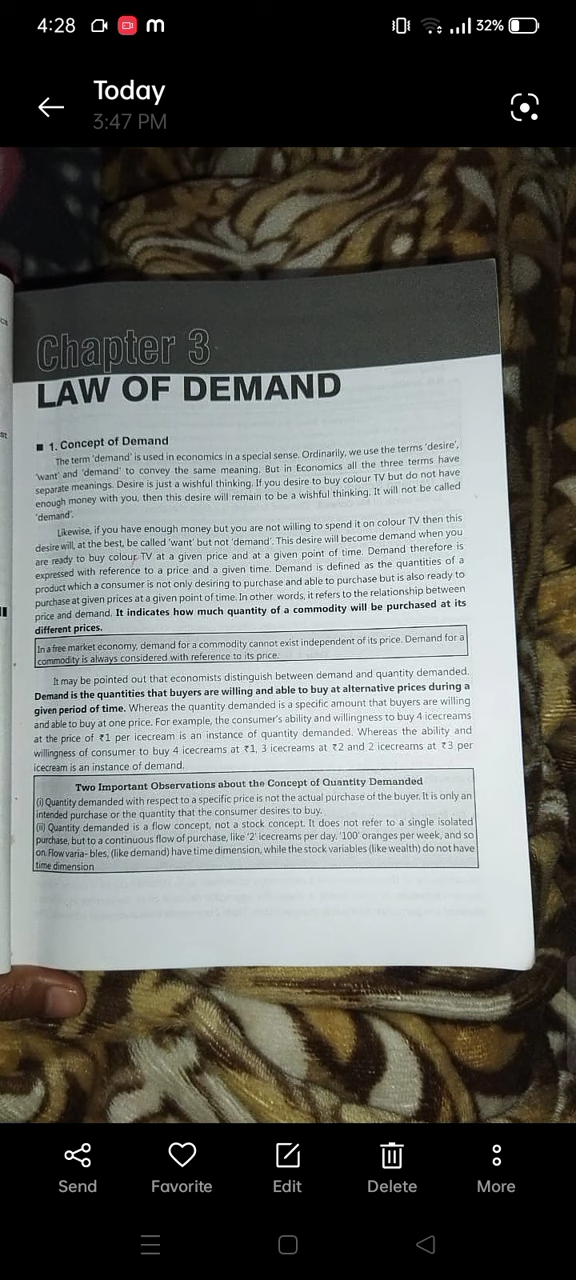 4:28 m 32%
Today
3:47 PM
Chapter 3
LAW OF DEMAND
■ 1. Concept of Demand
The term 'demand' is used in economics in a special sense. Ordinarily, we use the terms 'desire',
'want' and 'demand' to convey the same meaning. But in Economics all the three terms have
separate meanings. Desire is just a wishful thinking. If you desire to buy colour TV but do not have
enough money with you, then this desire will remain to be a wishful thinking. It will not be called
'demand'.
Likewise, if you have enough money but you are not willing to spend it on colour TV then this
desire will, at the best, be called 'want' but not 'demand'. This desire will become demand when you
are ready to buy colour TV at a given price and at a given point of time. Demand therefore is
expressed with reference to a price and a given time. Demand is defined as the quantities of a
product which a consumer is not only desiring to purchase and able to purchase but is also ready to
purchase at given prices at a given point of time. In other words, it refers to the relationship between
price and demand. It indicates how much quantity of a commodity will be purchased at its
different prices.
In a free market economy, demand for a commodity cannot exist independent of its price. Demand for a
commodity is always considered with reference to its price.
It may be pointed out that economists distinguish between demand and quantity demanded.
Demand is the quantities that buyers are willing and able to buy at alternative prices during a
given period of time. Whereas the quantity demanded is a specific amount that buyers are willing
and able to buy at one price. For example, the consumer's ability and willingness to buy 4 icecreams
at the price of ₹1 per icecream is an instance of quantity demanded. Whereas the ability and
willingness of consumer to buy 4 icecreams at ₹1, 3 icecreams at ₹2 and 2 icecreams at ₹3 per
icecream is an instance of demand.
Two Important Observations about the Concept of Quantity Demanded
(i) Quantity demanded with respect to a specific price is not the actual purchase of the buyer. It is only an
intended purchase or the quantity that the consumer desires to buy.
(ii) Quantity demanded is a flow concept, not a stock concept. It does not refer to a single isolated
purchase, but to a continuous flow of purchase, like '2' icecreams per day, '100' oranges per week, and so
on. Flow varia- bles, (like demand) have time dimension, while the stock variables (like wealth) do not have
time dimension
Send Favorite Edit Delete More